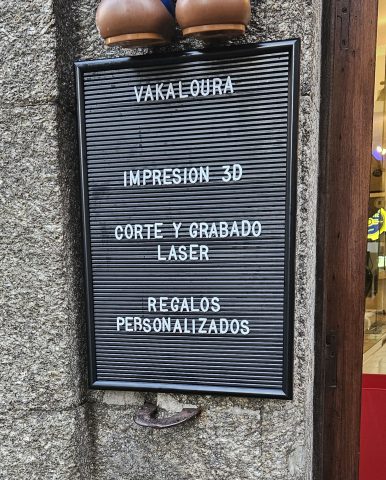 VAKALOURA
IMPRESION 3D
CORTE Y GRABADO
LASER
REGALOS
PERSONALIZADOS